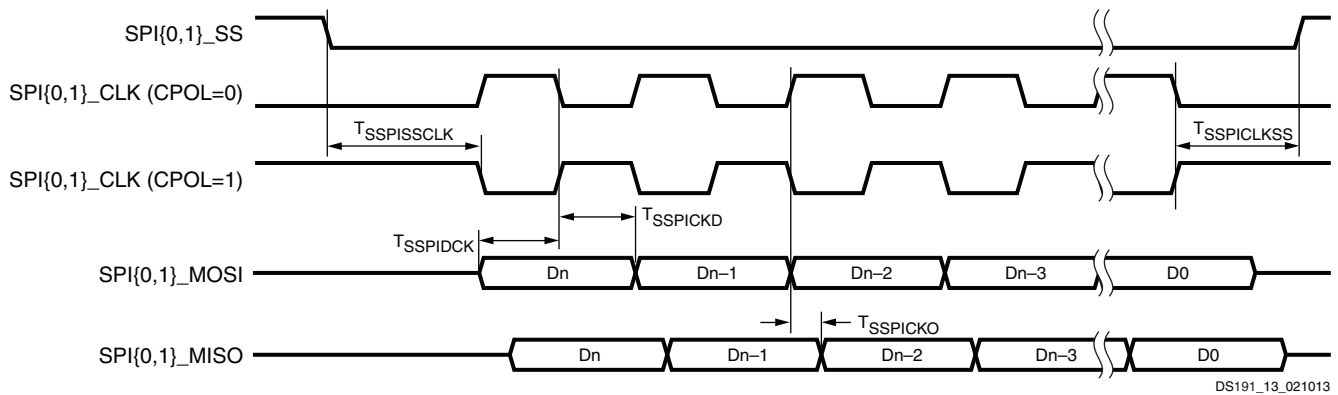 SPI{0,1}_SS
SPI{0,1}_CLK (CPOL=0)
TSSPISSCLK
TSSPICLKSS
SPI{0,1}_CLK (CPOL=1)
TSSPICKD
TSSPIDCK
SPI{0,1}_MOSI
Dn
Dn–1
Dn–2
Dn–3
D0
TSSPICKO
SPI{0,1}_MISO
Dn
Dn–1
Dn–2
Dn–3
D0
DS191_13_021013